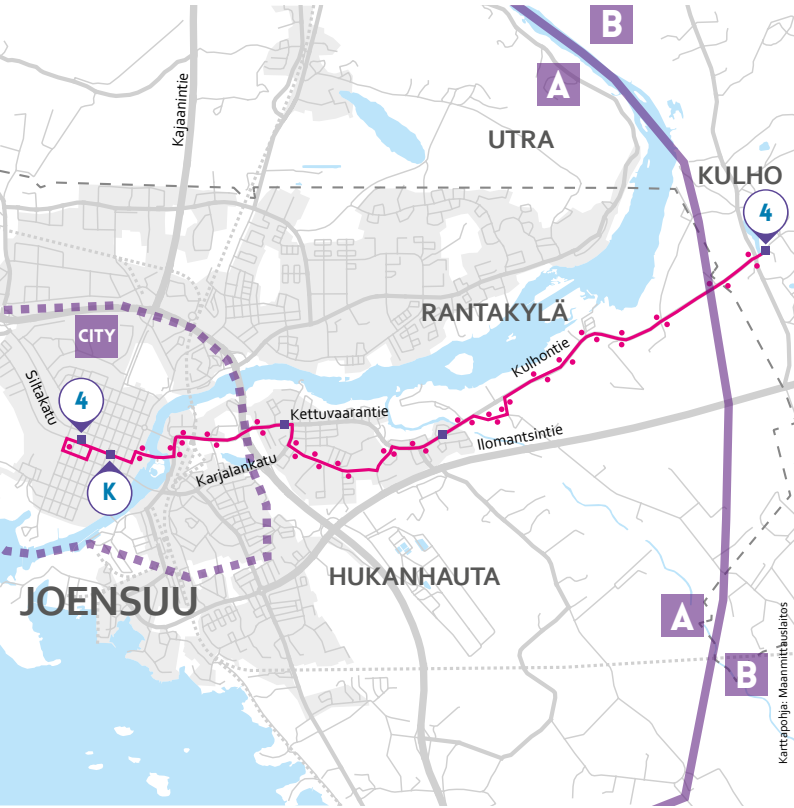 B
A
Kajaanintie
UTRA
KULHO
4
RANTAKYLÄ
CITY
Kulhontie
Siltakatu
4
Kettuvaarantie
Ilomantsintie
Karjalankatu
K
HUKANHAUTA
JOENSUU
A
B
Karttapohja: Maanmittauslaitos